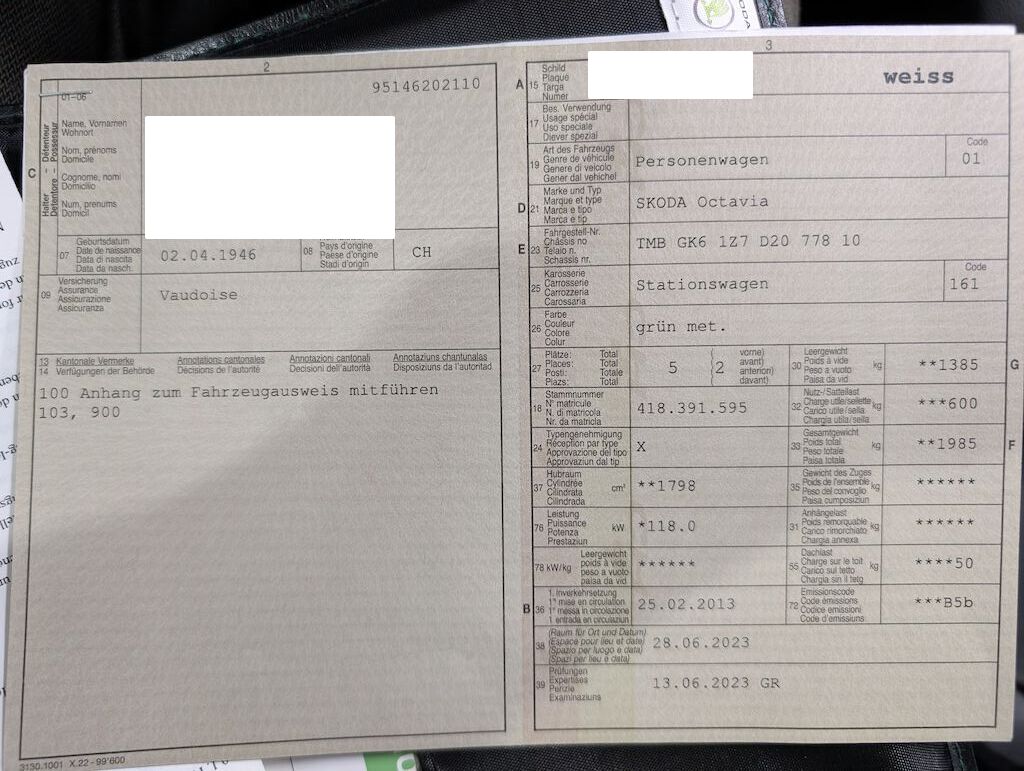 2
95146202110
01-06
C
Halter - Détenteur
Detentore - Possessur
Name, Vornamen
Wohnort
Nom, prénoms
Domicile
Cognome, nomi
Domicilio
Num, prenums
Domicil
07
Geburtsdatum
Date de naissance
Data di nascita
Data da nasch.
02.04.1946
08
Pays d'origine
Paese d'origine
Stadi d'origin
CH
09
Versicherung
Assurance
Assicurazione
Assicuranza
Vaudoise
13 Kantonale Vermerke Annotations cantonales Annotazioni cantonali Annotaziuns chantunalas
14 Verfügungen der Behörde Décisions de l'autorité Decisioni dell'autorità Disposiziuns da l'autoritad
100 Anhang zum Fahrzeugausweis mitführen
103, 900
3130.1001 X.22 - 99'600
3
A 15
Schild
Plaque
Targa
Numer
weiss
17
Bes. Verwendung
Usage spécial
Uso speciale
Diever spezial
19
Art des Fahrzeugs
Genre de véhicule
Genere di veicolo
Gener dal vehichel
Personenwagen
Code
01
D 21
Marke und Typ
Marque et type
Marca e tipo
Marca e tip
SKODA Octavia
E 23
Fahrgestell-Nr.
Châssis no
Telaio n.
Schassis nr.
TMB GK6 1Z7 D20 778 10
25
Karosserie
Carrosserie
Carrozzeria
Carossaria
Stationswagen
Code
161
26
Farbe
Couleur
Colore
Colur
grün met.
27
Plätze: Total
Places: Total
Posti: Totale
Plazs: Total
5
2
vorne)
avant)
anteriori)
davant)
30
Leergewicht
Poids à vide
Peso a vuoto
Paisa da vid
kg
**1385
G
18
Stammnummer
N° matricule
N. di matricola
Nr. da matricla
418.391.595
32
Nutz-/Sattellast
Charge utile/sellette
Carico utile/sella
Chargia utila/sella
kg
***600
24
Typengenehmigung
Réception par type
Approvazione del tipo
Approvaziun dal tip
X
33
Gesamtgewicht
Poids total
Peso totale
Paisa totala
kg
**1985
F
37
Hubraum
Cylindrée
Cilindrata
Cilindrada
cm³
**1798
35
Gewicht des Zuges
Poids de l'ensemble
Peso del convoglio
Paisa cumposiziun
kg
******
76
Leistung
Puissance
Potenza
Prestaziun
kW
*118.0
31
Anhängelast
Poids remorquable
Carico rimorchiato
Chargia annexa
kg
******
78 kW/kg
Leergewicht
poids à vide
peso a vuoto
paisa da vid
******
55
Dachlast
Charge sur le toit
Carico sul tetto
Chargia sin il tetg
kg
****50
B 36
1. Inverkehrsetzung
1re mise en circulation
1a messa in circolazione
1. entrada en circulaziun
25.02.2013
72
Emissionscode
Code émissions
Codice emissioni
Code d'emissiuns
***B5b
38
(Raum für Ort und Datum)
(Espace pour lieu et date)
(Spazio per luogo e data)
(Spazi per lieu e data)
28.06.2023
39
Prüfungen
Expertises
Perizie
Examinaziuns
13.06.2023 GR